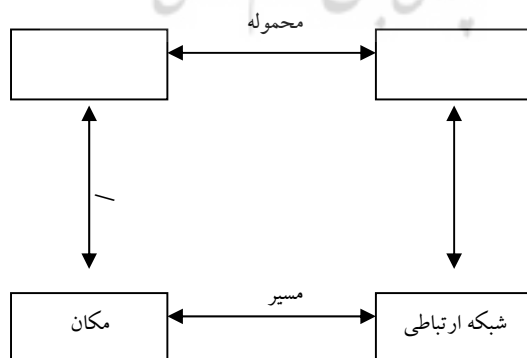 محموله
مسیر
شبکه ارتباطی
مکان